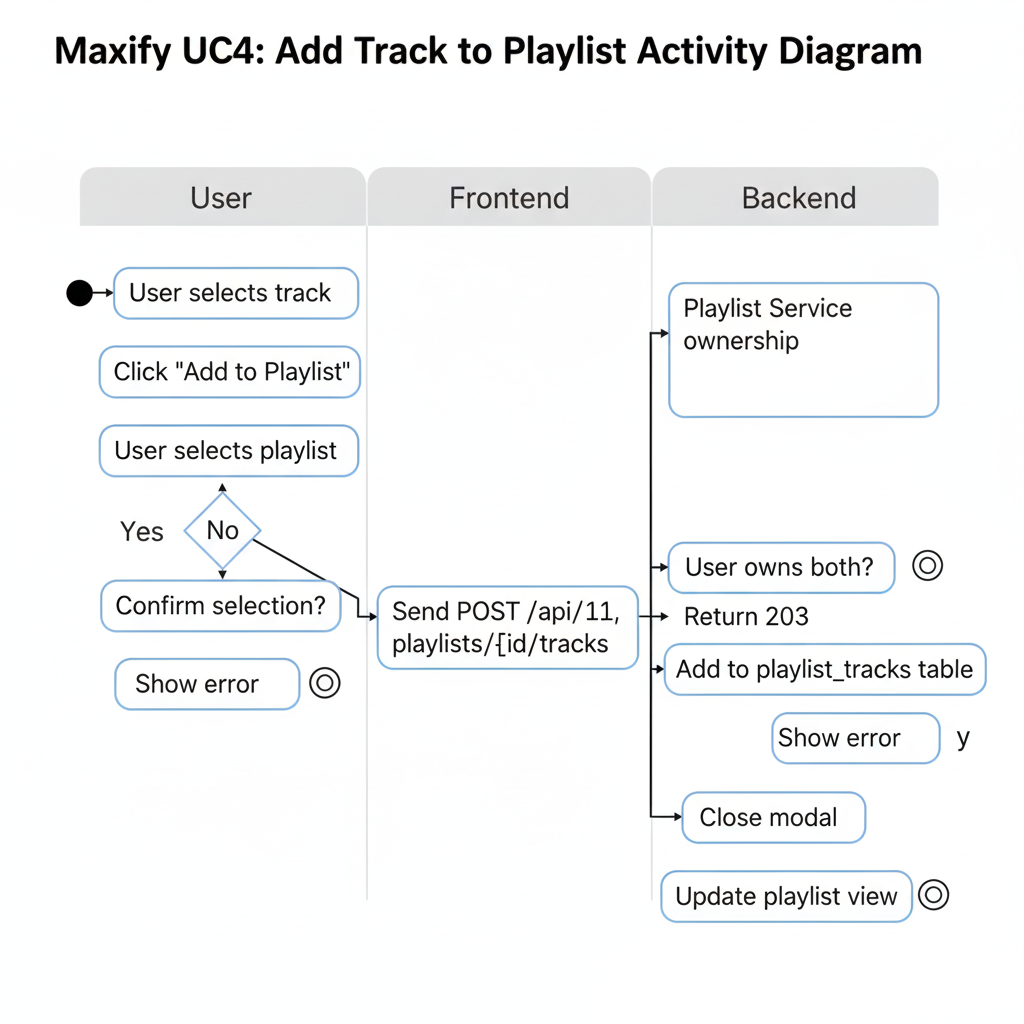 Maxify UC4: Add Track to Playlist Activity Diagram
User
Frontend
Backend
User selects track
Click "Add to Playlist"
User selects playlist
Yes
No
Confirm selection?
Show error
Send POST /api/11,
playlists/{id/tracks
Playlist Service
ownership
User owns both?
Return 203
Add to playlist_tracks table
Show error
y
Close modal
Update playlist view